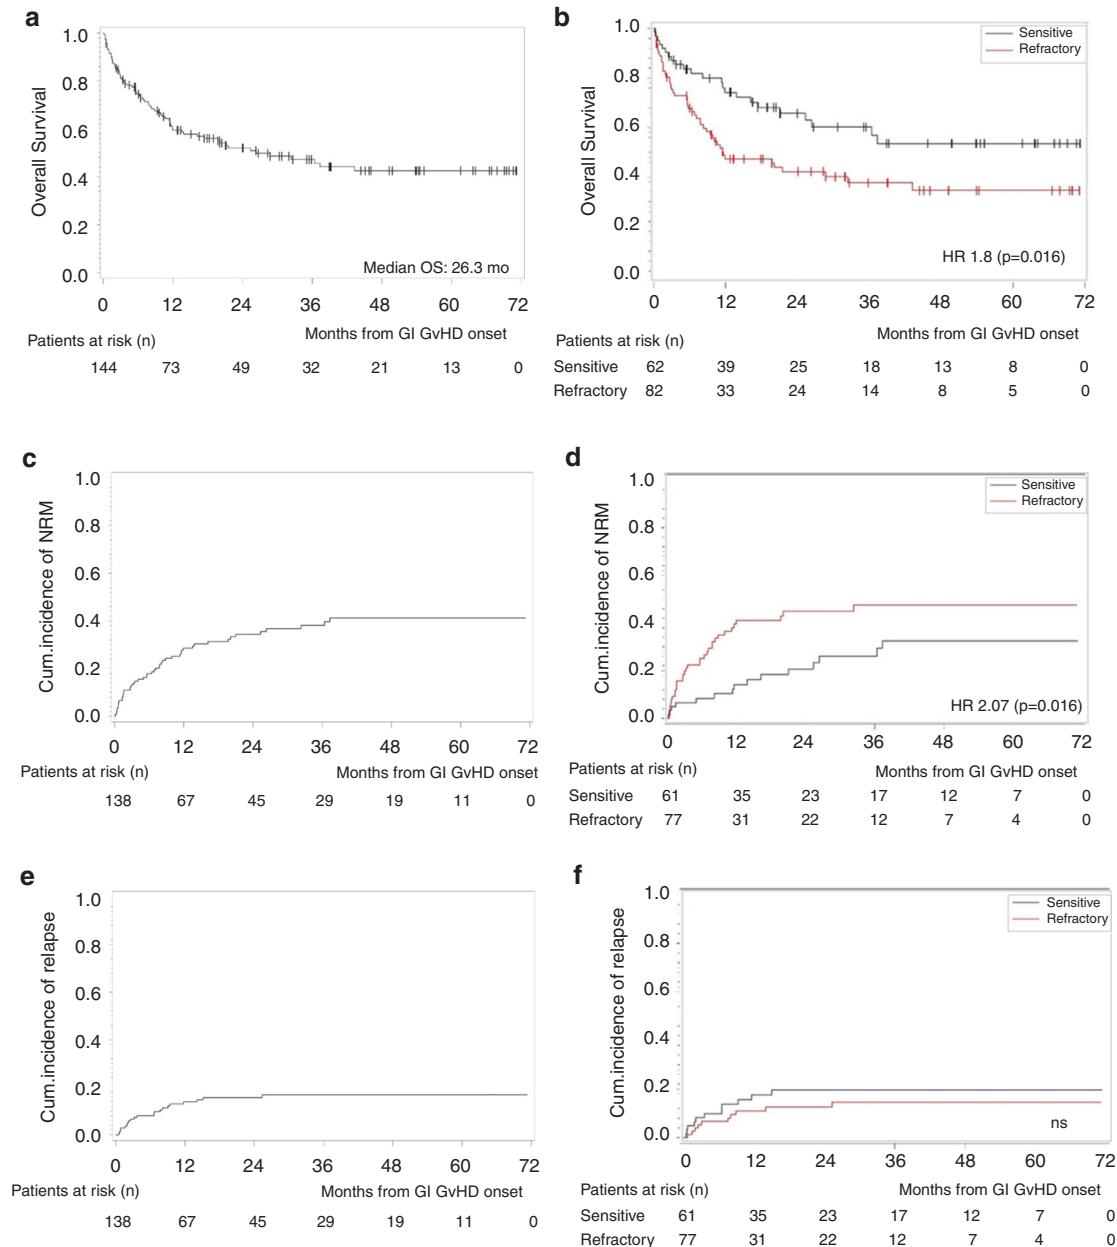 a
1.0
0.8
0.6
0.4
0.2
0.0
Overall Survival
Median OS: 26.3 mo
0 12 24 36 48 60 72
Months from GI GvHD onset
Patients at risk (n)
144 73 49 32 21 13 0
b
1.0
0.8
0.6
0.4
0.2
0.0
Overall Survival
Sensitive
Refractory
HR 1.8 (p=0.016)
0 12 24 36 48 60 72
Months from GI GvHD onset
Patients at risk (n)
Sensitive 62 39 25 18 13 8 0
Refractory 82 33 24 14 8 5 0
c
1.0
0.8
0.6
0.4
0.2
0.0
Cum.incidence of NRM
0 12 24 36 48 60 72
Patients at risk (n)
Months from GI GvHD onset
138 67 45 29 19 11 0
d
1.0
0.8
0.6
0.4
0.2
0.0
Cum.incidence of NRM
Sensitive
Refractory
HR 2.07 (p=0.016)
0 12 24 36 48 60 72
Patients at risk (n)
Months from GI GvHD onset
Sensitive 61 35 23 17 12 7 0
Refractory 77 31 22 12 7 4 0
e
1.0
0.8
0.6
0.4
0.2
0.0
Cum.incidence of relapse
0 12 24 36 48 60 72
Patients at risk (n)
Months from GI GvHD onset
138 67 45 29 19 11 0
f
1.0
0.8
0.6
0.4
0.2
0.0
Cum.incidence of relapse
Sensitive
Refractory
ns
0 12 24 36 48 60 72
Patients at risk (n)
Months from GI GvHD onset
Sensitive 61 35 23 17 12 7 0
Refractory 77 31 22 12 7 4 0